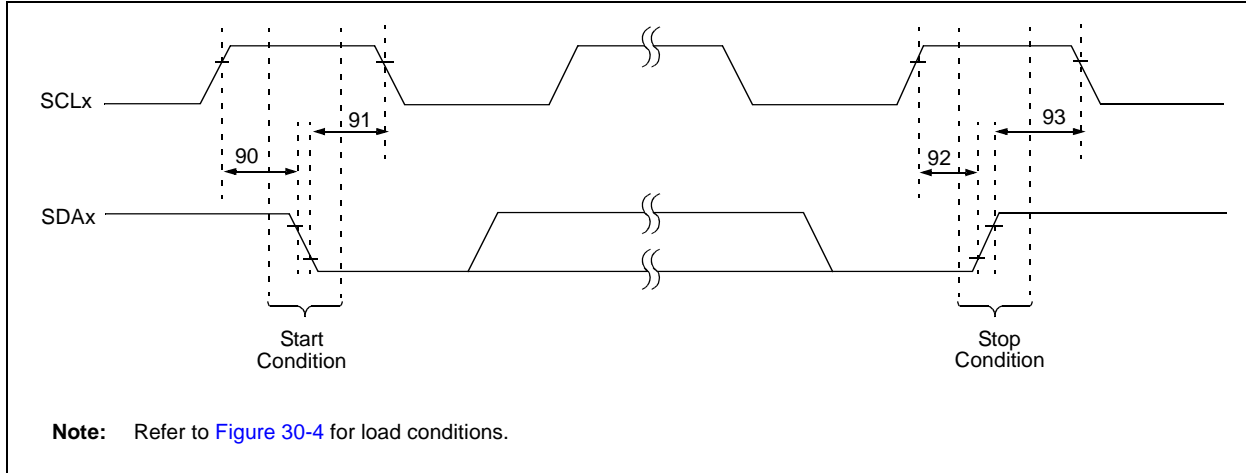 SCLx
91
93
90
92
SDAx
Start
Condition
Stop
Condition
Note: Refer to Figure 30-4 for load conditions.